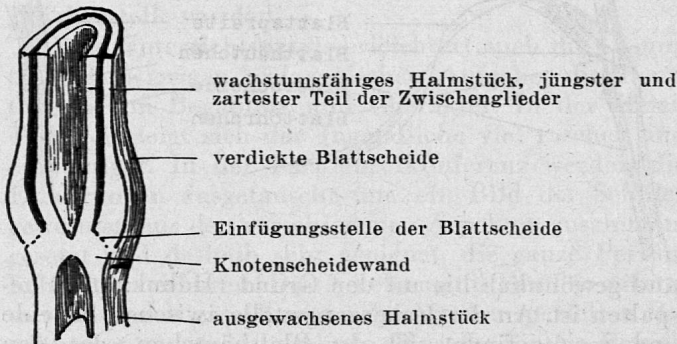 wachstumsfähiges Halmstück, jüngster und
zartester Teil der Zwischenglieder
verdickte Blattscheide
Einfügungsstelle der Blattscheide
Knotenscheidewand
ausgewachsenes Halmstück